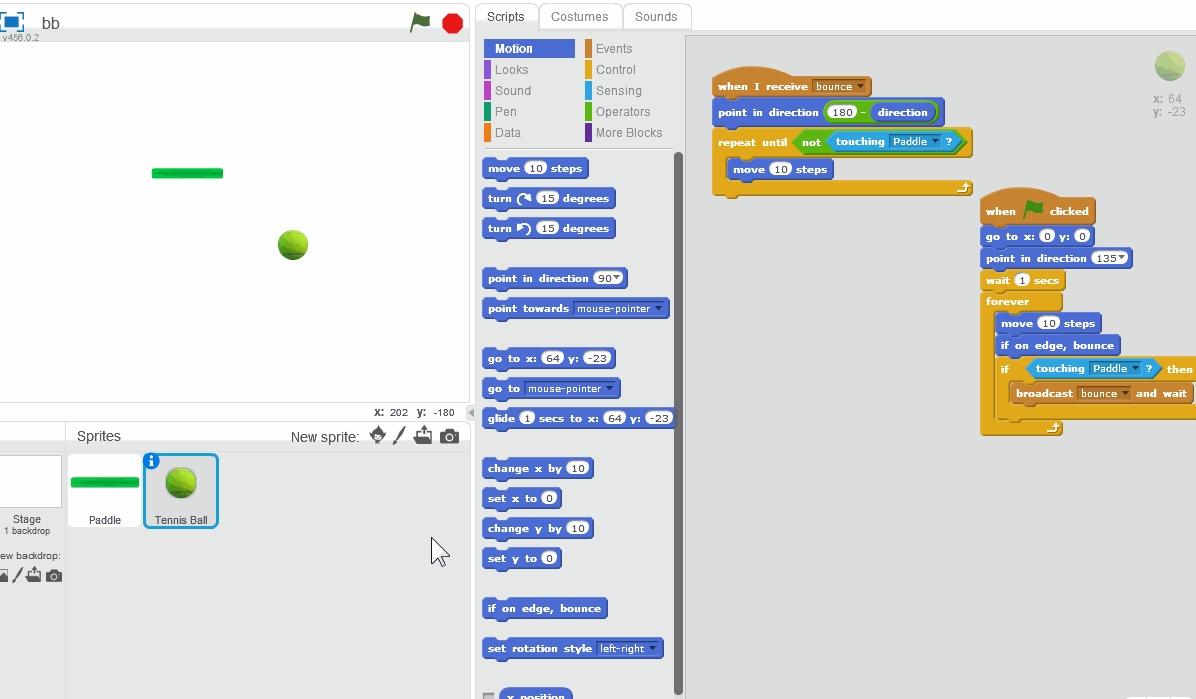 bb
v456.0.2
X: 202 y: -180
Sprites
New sprite:
Stage
1 backdrop
ew backdrop:
Paddle
Tennis Ball
Scripts
Costumes
Sounds
Motion
Events
Looks
Control
Sound
Sensing
Pen
Operators
Data
More Blocks
move 10 steps
turn 15 degrees
turn 15 degrees
point in direction 90
point towards mouse-pointer
go to x: 64 y: -23
go to mouse-pointer
glide 1 secs to x: 64 y: -23
change x by 10
set x to 0
change y by 10
set y to 0
if on edge, bounce
set rotation style left-right
x position
when I receive bounce
point in direction 180 - direction
repeat until not touching Paddle ?
move 10 steps
when clicked
go to x: 0 y: 0
point in direction 135
wait 1 secs
forever
move 10 steps
if on edge, bounce
if touching Paddle ? then
broadcast bounce and wait
x: 64
y: -23